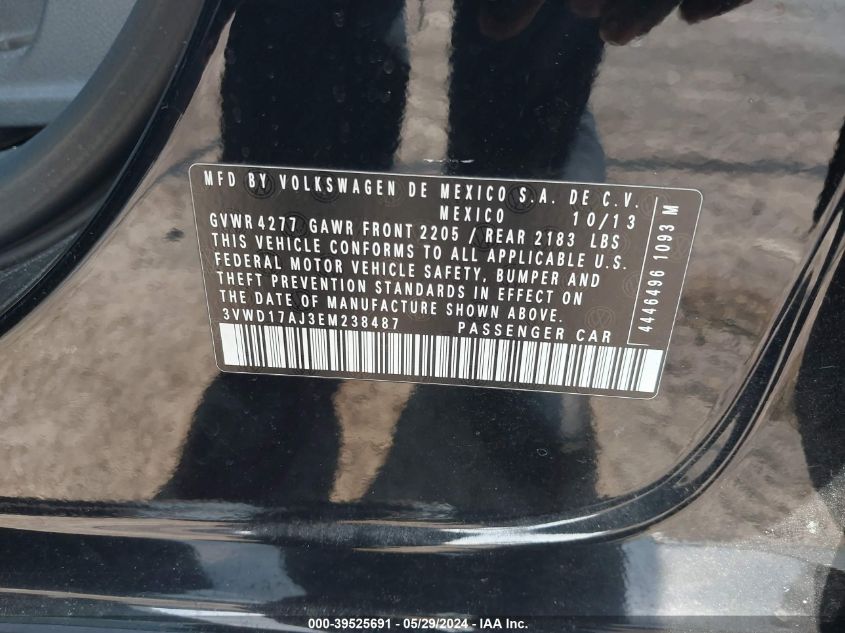 MFD BY VOLKSWAGEN DE MEXICO S.A. DE C.V.
MEXICO 10/13
GVWR 4277 GAWR FRONT 2205 / REAR 2183 LBS
THIS VEHICLE CONFORMS TO ALL APPLICABLE U.S.
FEDERAL MOTOR VEHICLE SAFETY, BUMPER AND
THEFT PREVENTION STANDARDS IN EFFECT ON
THE DATE OF MANUFACTURE SHOWN ABOVE.
3VWD17AJ3EM238487 PASSENGER CAR
4446496 1093 M
000-39525691 - 05/29/2024 - IAA Inc.